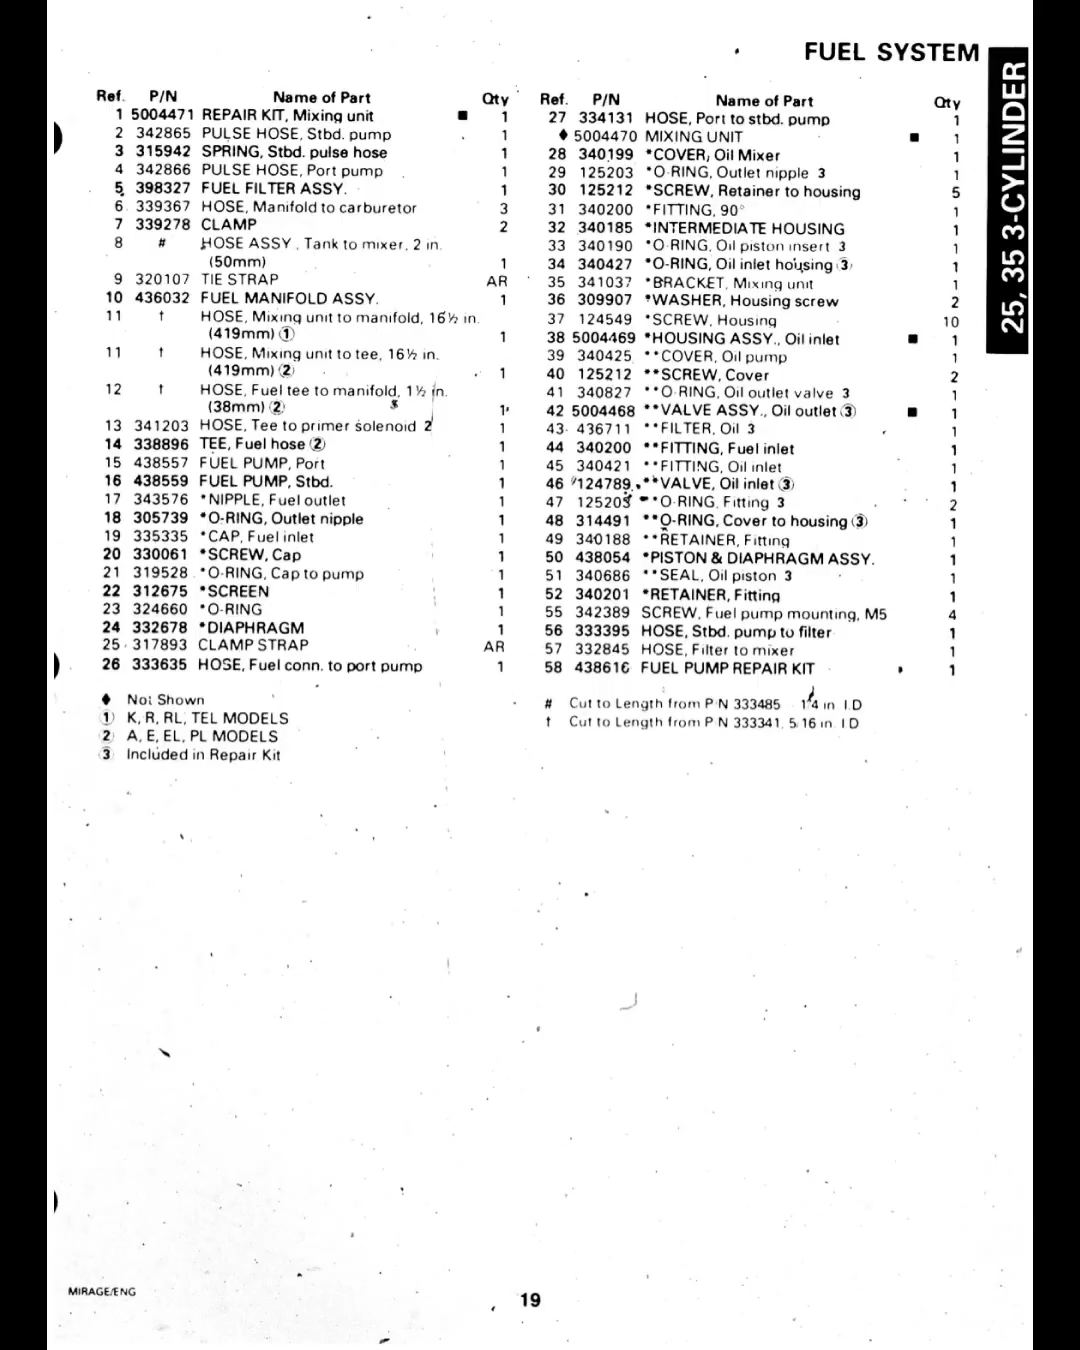 FUEL SYSTEM
25, 35 3-CYLINDER
Ref. P/N Name of Part Qty
1 5004471 REPAIR KIT, Mixing unit ■ 1
2 342865 PULSE HOSE, Stbd. pump 1
3 315942 SPRING, Stbd. pulse hose 1
4 342866 PULSE HOSE, Port pump 1
5 398327 FUEL FILTER ASSY. 1
6 339367 HOSE, Manifold to carburetor 3
7 339278 CLAMP 2
8 # HOSE ASSY., Tank to mixer, 2 in.
(50mm) 1
9 320107 TIE STRAP AR
10 436032 FUEL MANIFOLD ASSY. 1
11 † HOSE, Mixing unit to manifold, 16½ in.
(419mm) ① 1
11 † HOSE, Mixing unit to tee, 16½ in.
(419mm) ② 1
12 † HOSE, Fuel tee to manifold, 1½ in.
(38mm) ② 1
13 341203 HOSE, Tee to primer solenoid 2 1
14 338896 TEE, Fuel hose ② 1
15 438557 FUEL PUMP, Port 1
16 438559 FUEL PUMP, Stbd. 1
17 343576 *NIPPLE, Fuel outlet 1
18 305739 *O-RING, Outlet nipple 1
19 335335 *CAP, Fuel inlet 1
20 330061 *SCREW, Cap 1
21 319528 *O-RING, Cap to pump 1
22 312675 *SCREEN 1
23 324660 *O-RING 1
24 332678 *DIAPHRAGM 1
25 317893 CLAMP STRAP AR
26 333635 HOSE, Fuel conn. to port pump 1
♦ Not Shown
① K, R, RL, TEL MODELS
② A, E, EL, PL MODELS
③ Included in Repair Kit
Ref. P/N Name of Part Qty
27 334131 HOSE, Port to stbd. pump 1
♦ 5004470 MIXING UNIT ■ 1
28 340199 *COVER, Oil Mixer 1
29 125203 *O-RING, Outlet nipple 3 1
30 125212 *SCREW, Retainer to housing 5
31 340200 *FITTING, 90° 1
32 340185 *INTERMEDIATE HOUSING 1
33 340190 *O-RING, Oil piston insert 3 1
34 340427 *O-RING, Oil inlet housing ③ 1
35 341037 *BRACKET, Mixing unit 1
36 309907 *WASHER, Housing screw 2
37 124549 *SCREW, Housing 10
38 5004469 *HOUSING ASSY., Oil inlet ■ 1
39 340425 **COVER, Oil pump 1
40 125212 **SCREW, Cover 2
41 340827 **O-RING, Oil outlet valve 3 1
42 5004468 **VALVE ASSY., Oil outlet ③ ■ 1
43 436711 **FILTER, Oil 3 1
44 340200 **FITTING, Fuel inlet 1
45 340421 **FITTING, Oil inlet 1
46 124789 **VALVE, Oil inlet ③ 1
47 125203 **O-RING, Fitting 3 2
48 314491 **O-RING, Cover to housing ③ 1
49 340188 **RETAINER, Fitting 1
50 438054 *PISTON & DIAPHRAGM ASSY. 1
51 340686 **SEAL, Oil piston 3 1
52 340201 *RETAINER, Fitting 1
55 342389 SCREW, Fuel pump mounting, M5 4
56 333395 HOSE, Stbd. pump to filter 1
57 332845 HOSE, Filter to mixer 1
58 438616 FUEL PUMP REPAIR KIT 1
# Cut to Length from P/N 333485 1/4 in. I.D.
† Cut to Length from P/N 333341, 5/16 in. I.D.
MIRAGE/ENG
19